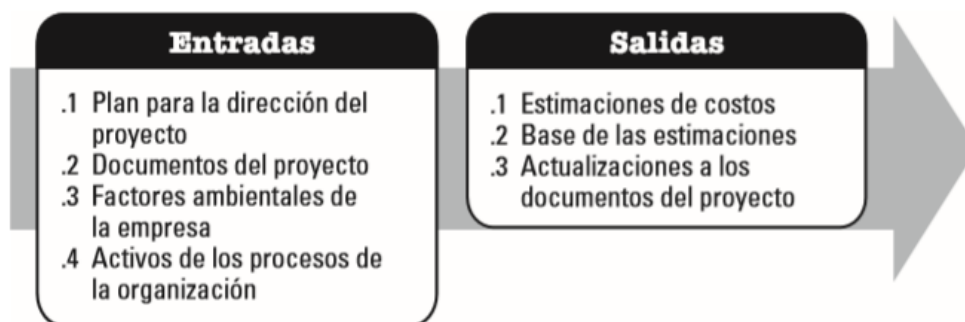 Entradas
.1 Plan para la dirección del
proyecto
.2 Documentos del proyecto
.3 Factores ambientales de
la empresa
.4 Activos de los procesos de
la organización
Salidas
.1 Estimaciones de costos
.2 Base de las estimaciones
.3 Actualizaciones a los
documentos del proyecto